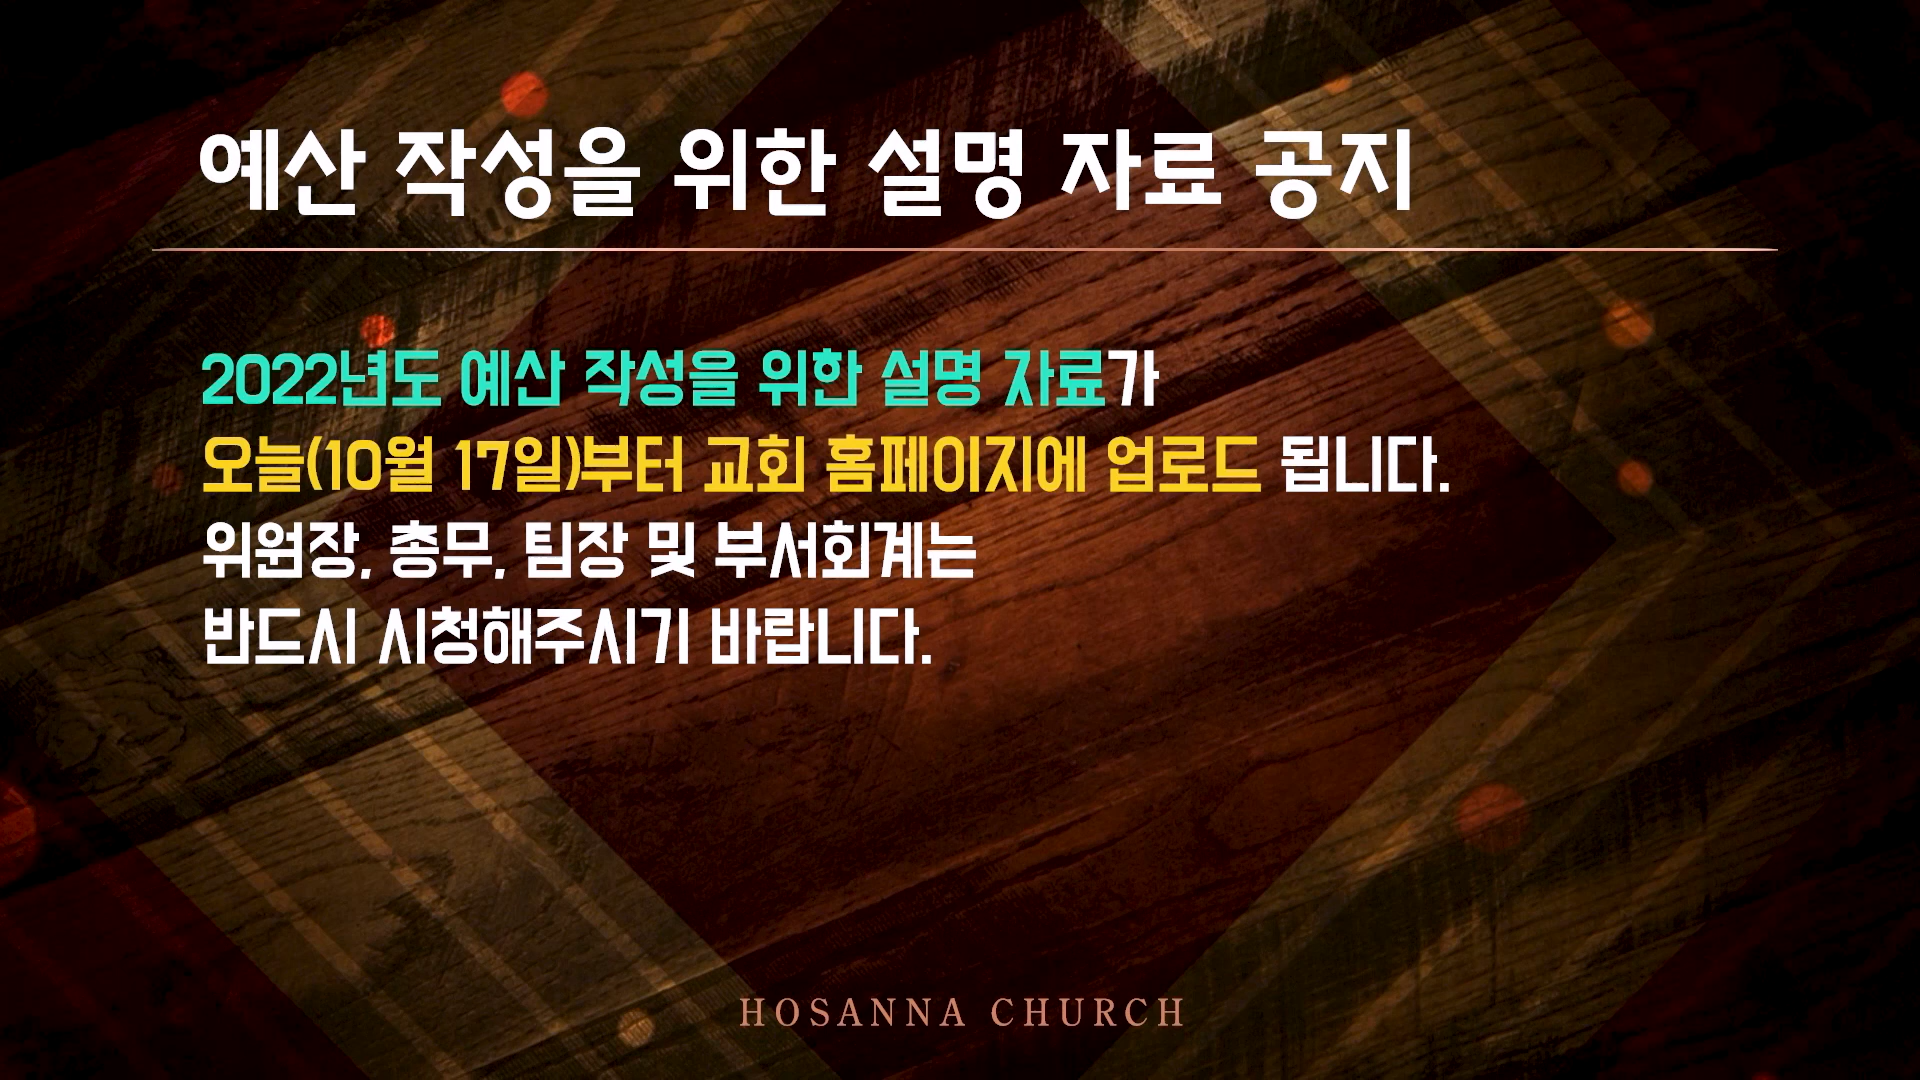 예산 작성을 위한 설명 자료 공지
2022년도 예산 작성을 위한 설명 자료가
오늘(10월 17일)부터 교회 홈페이지에 업로드 됩니다.
위원장, 총무, 팀장 및 부서회계는
반드시 시청해주시기 바랍니다.
HOSANNA CHURCH